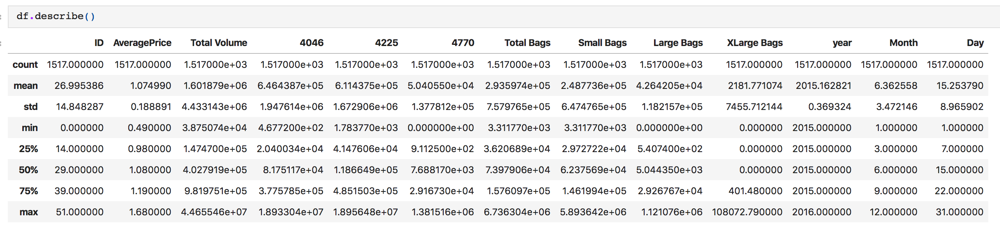 df.describe()
ID AveragePrice Total Volume 4046 4225 4770 Total Bags Small Bags Large Bags XLarge Bags year Month Day
count 1517.000000 1517.000000 1.517000e+03 1.517000e+03 1.517000e+03 1.517000e+03 1.517000e+03 1.517000e+03 1.517000e+03 1517.000000 1517.000000 1517.000000 1517.000000
mean 26.995386 1.074990 1.601879e+06 6.464387e+05 6.114375e+05 5.040550e+04 2.935974e+05 2.487736e+05 4.264205e+04 2181.771074 2015.162821 6.362558 15.253790
std 14.848287 0.188891 4.433143e+06 1.947614e+06 1.672906e+06 1.377812e+05 7.579765e+05 6.474765e+05 1.182157e+05 7455.712144 0.369324 3.472146 8.965902
min 0.000000 0.490000 3.875074e+04 4.677200e+02 1.783770e+03 0.000000e+00 3.311770e+03 3.311770e+03 0.000000e+00 0.000000 2015.000000 1.000000 1.000000
25% 14.000000 0.980000 1.474700e+05 2.040034e+04 4.147606e+04 9.112500e+02 3.620689e+04 2.972722e+04 5.407400e+02 0.000000 2015.000000 3.000000 7.000000
50% 29.000000 1.080000 4.027919e+05 8.175117e+04 1.186649e+05 7.688170e+03 7.397906e+04 6.237569e+04 5.044350e+03 0.000000 2015.000000 6.000000 15.000000
75% 39.000000 1.190000 9.819751e+05 3.775785e+05 4.851503e+05 2.916730e+04 1.576097e+05 1.461994e+05 2.926767e+04 401.480000 2015.000000 9.000000 22.000000
max 51.000000 1.680000 4.465546e+07 1.893304e+07 1.895648e+07 1.381516e+06 6.736304e+06 5.893642e+06 1.121076e+06 108072.790000 2016.000000 12.000000 31.000000